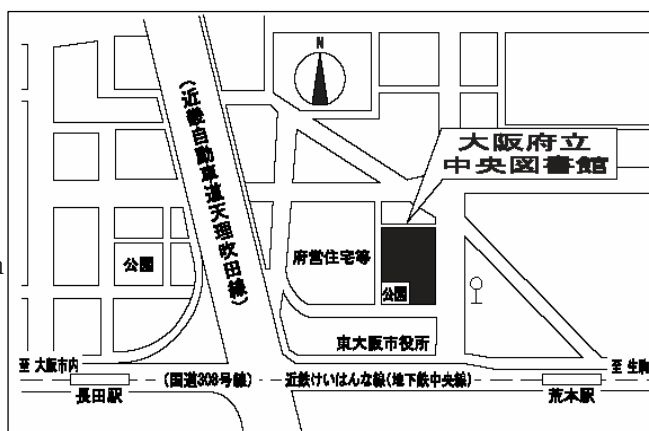 N
大阪府立
中央図書館
(近畿自動車道天理吹田線)
公園
府営住宅等
公園
東大阪市役所
至 大阪市内
至 生駒
長田駅
(国道308号線)
近鉄けいはんな線(地下鉄中央線)
荒本駅